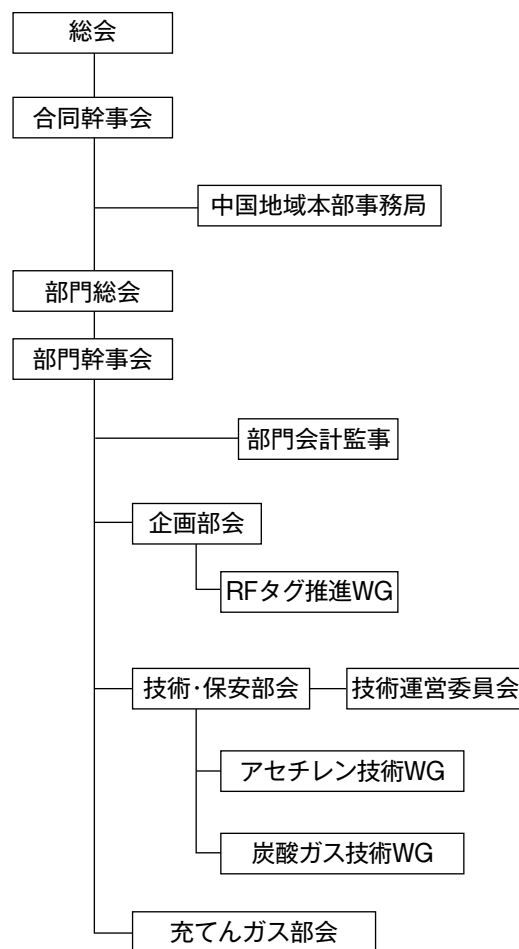 総会
合同幹事会
中国地域本部事務局
部門総会
部門幹事会
部門会計監事
企画部会
RFタグ推進WG
技術・保安部会
技術運営委員会
アセチレン技術WG
炭酸ガス技術WG
充てんガス部会